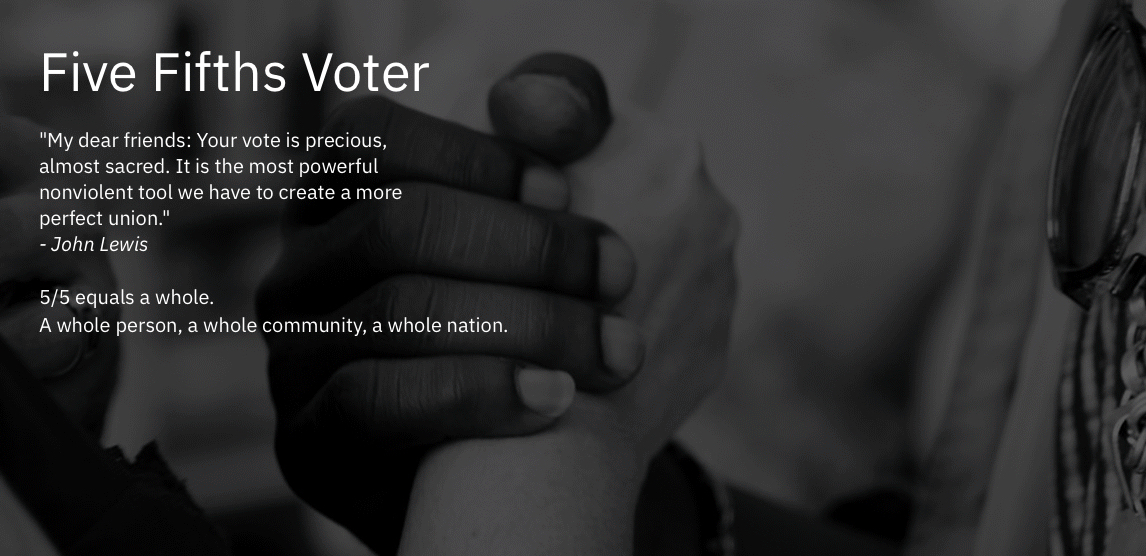 Five Fifths Voter
"My dear friends: Your vote is precious,
almost sacred. It is the most powerful
nonviolent tool we have to create a more
perfect union."
- John Lewis
5/5 equals a whole.
A whole person, a whole community, a whole nation.